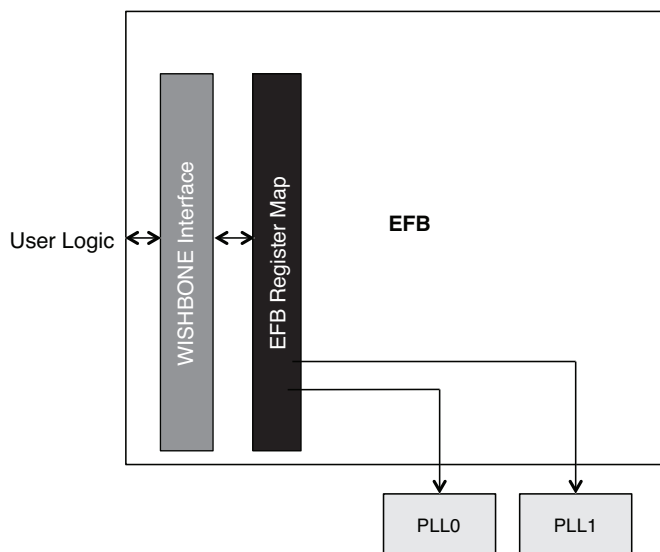 User Logic
WISHBONE Interface
EFB Register Map
EFB
PLL0
PLL1